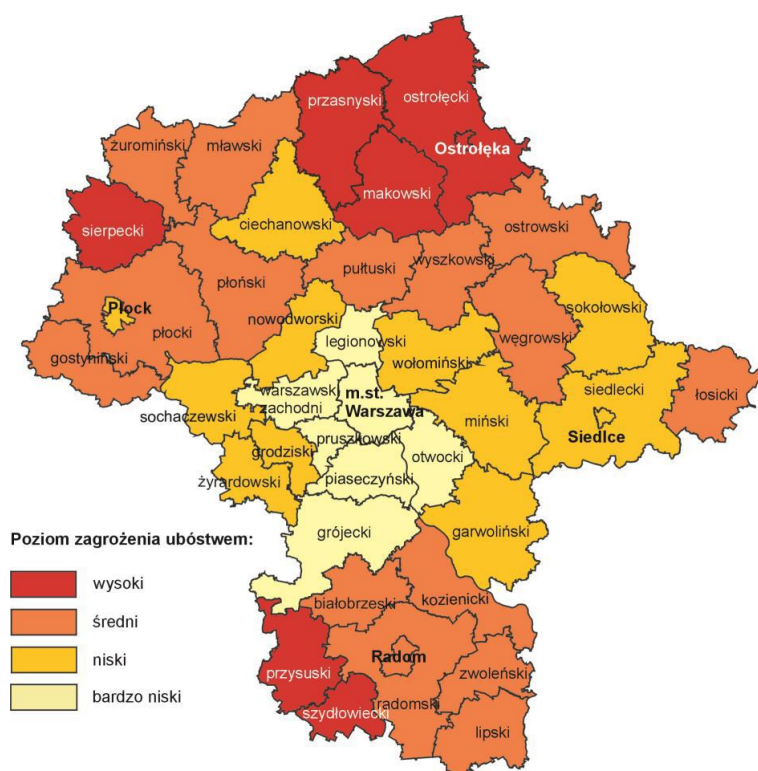 ostrołęcki
przasnyski
żuromiński
mławski
Ostrołęka
makowski
sierpecki
ciechanowski
ostrowski
wyszkowski
pułtuski
płoński
Płock
sokołowski
nowodworski
płocki
legionowski
węgrowski
gostyniński
wołomiński
siedlecki
łosicki
warszawski
zachodni
m.st.
Warszawa
sochaczewski
miński
Siedlce
pruszkowski
grodziski
otwocki
piaseczyński
żyrardowski
garwoliński
grójecki
Poziom zagrożenia ubóstwem:
wysoki
średni
niski
bardzo niski
białobrzeski
kozienicki
Radom
przysuski
zwoleński
radomski
szydłowiecki
lipski